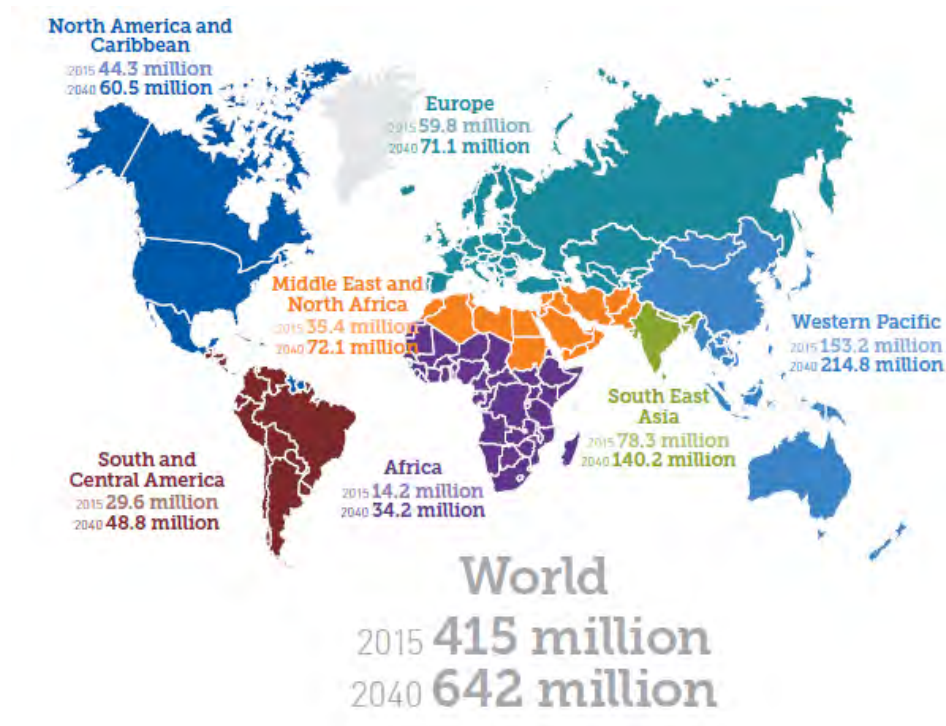 North America and
Caribbean
2015 44.3 million
2040 60.5 million
Europe
2015 59.8 million
2040 71.1 million
Middle East and
North Africa
2015 35.4 million
2040 72.1 million
Western Pacific
2015 153.2 million
2040 214.8 million
South East
Asia
2015 78.3 million
2040 140.2 million
South and
Central America
2015 29.6 million
2040 48.8 million
Africa
2015 14.2 million
2040 34.2 million
World
2015 415 million
2040 642 million